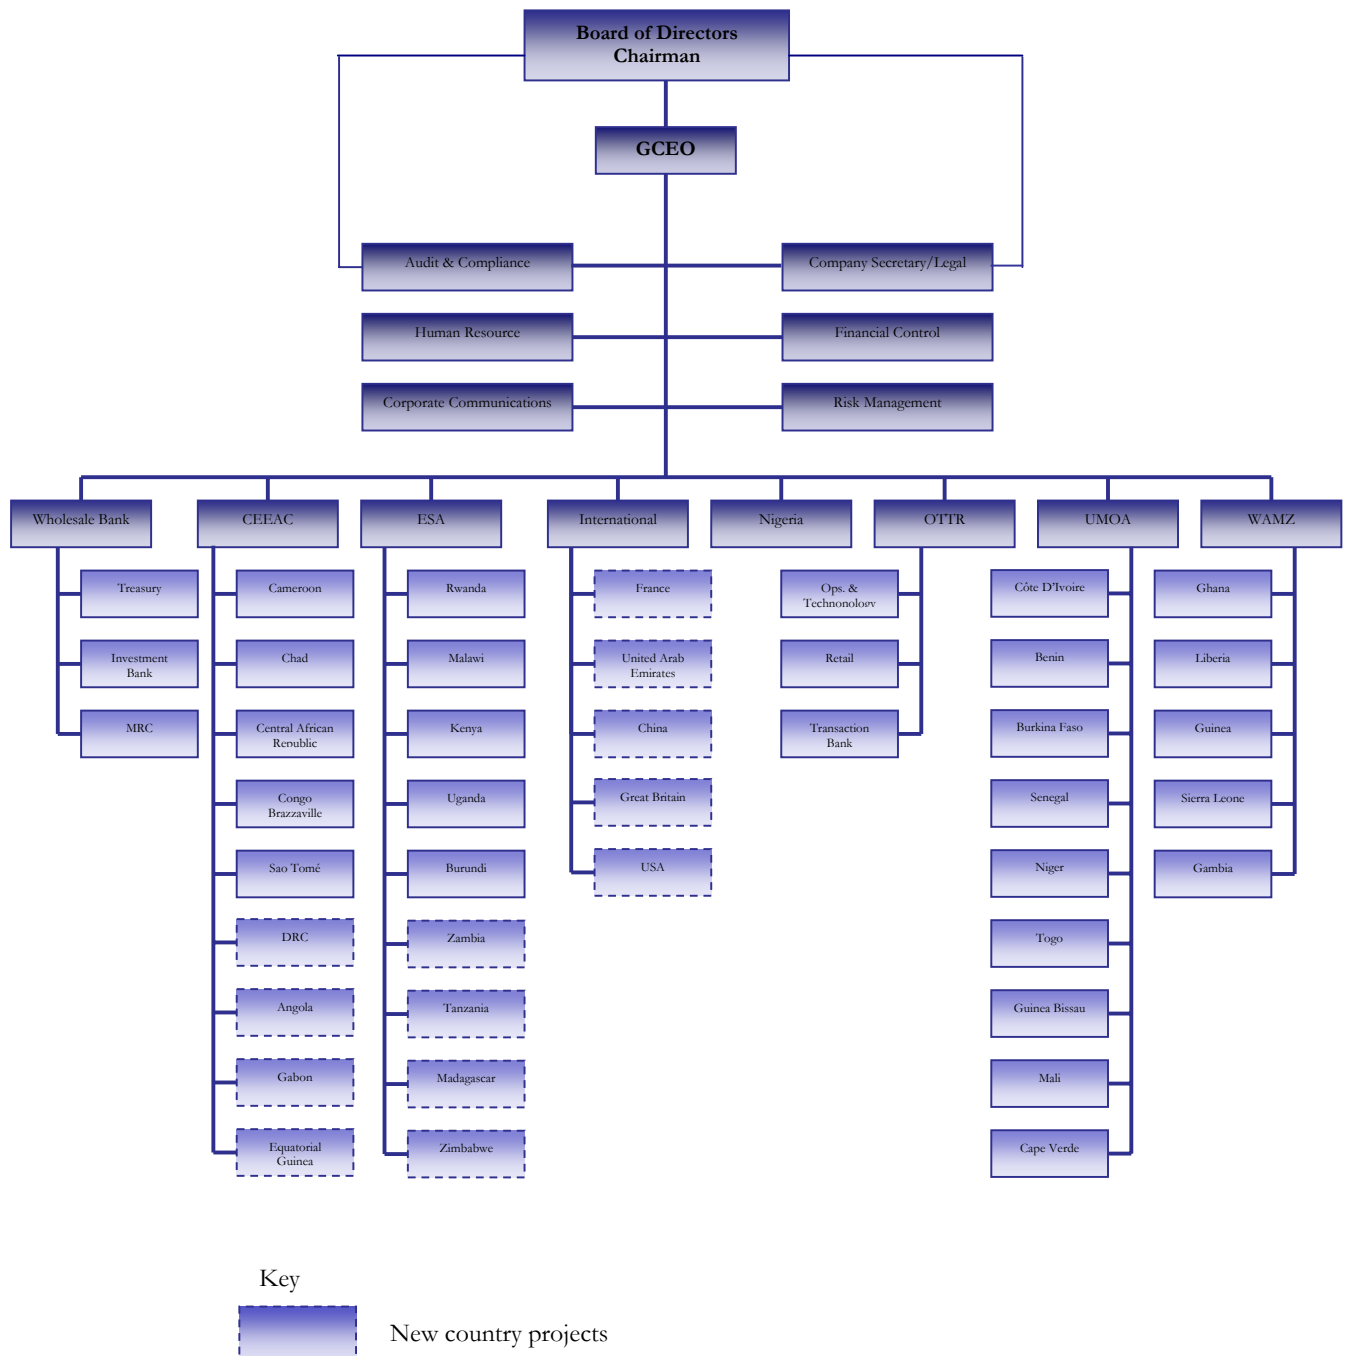 Board of Directors
Chairman
GCEO
Audit & Compliance
Company Secretary/Legal
Human Resource
Financial Control
Corporate Communications
Risk Management
Wholesale Bank
CEEAC
ESA
International
Nigeria
OTTR
UMOA
WAMZ
Treasury
Investment
Bank
MRC
Cameroon
Chad
Central African
Republic
Congo
Brazzaville
Sao Tomé
DRC
Angola
Gabon
Equatorial
Guinea
Rwanda
Malawi
Kenya
Uganda
Burundi
Zambia
Tanzania
Madagascar
Zimbabwe
France
United Arab
Emirates
China
Great Britain
USA
Ops. &
Technonology
Retail
Transaction
Bank
Côte D’Ivoire
Benin
Burkina Faso
Senegal
Niger
Togo
Guinea Bissau
Mali
Cape Verde
Ghana
Liberia
Guinea
Sierra Leone
Gambia
Key
New country projects